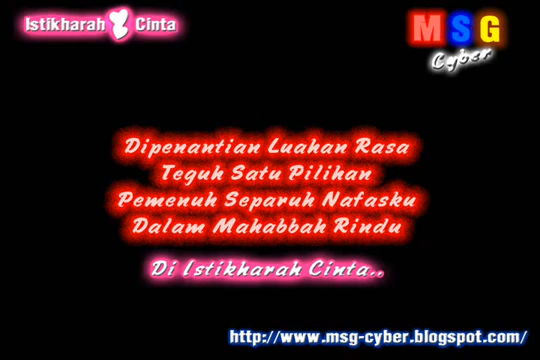 Istikharah Cinta
MSG
Cyber
Dipenantian Luahan Rasa
Teguh Satu Pilihan
Pemenuh Separuh Nafasku
Dalam Mahabbah Rindu
Di Istikharah Cinta..
http://www.msg-cyber.blogspot.com/